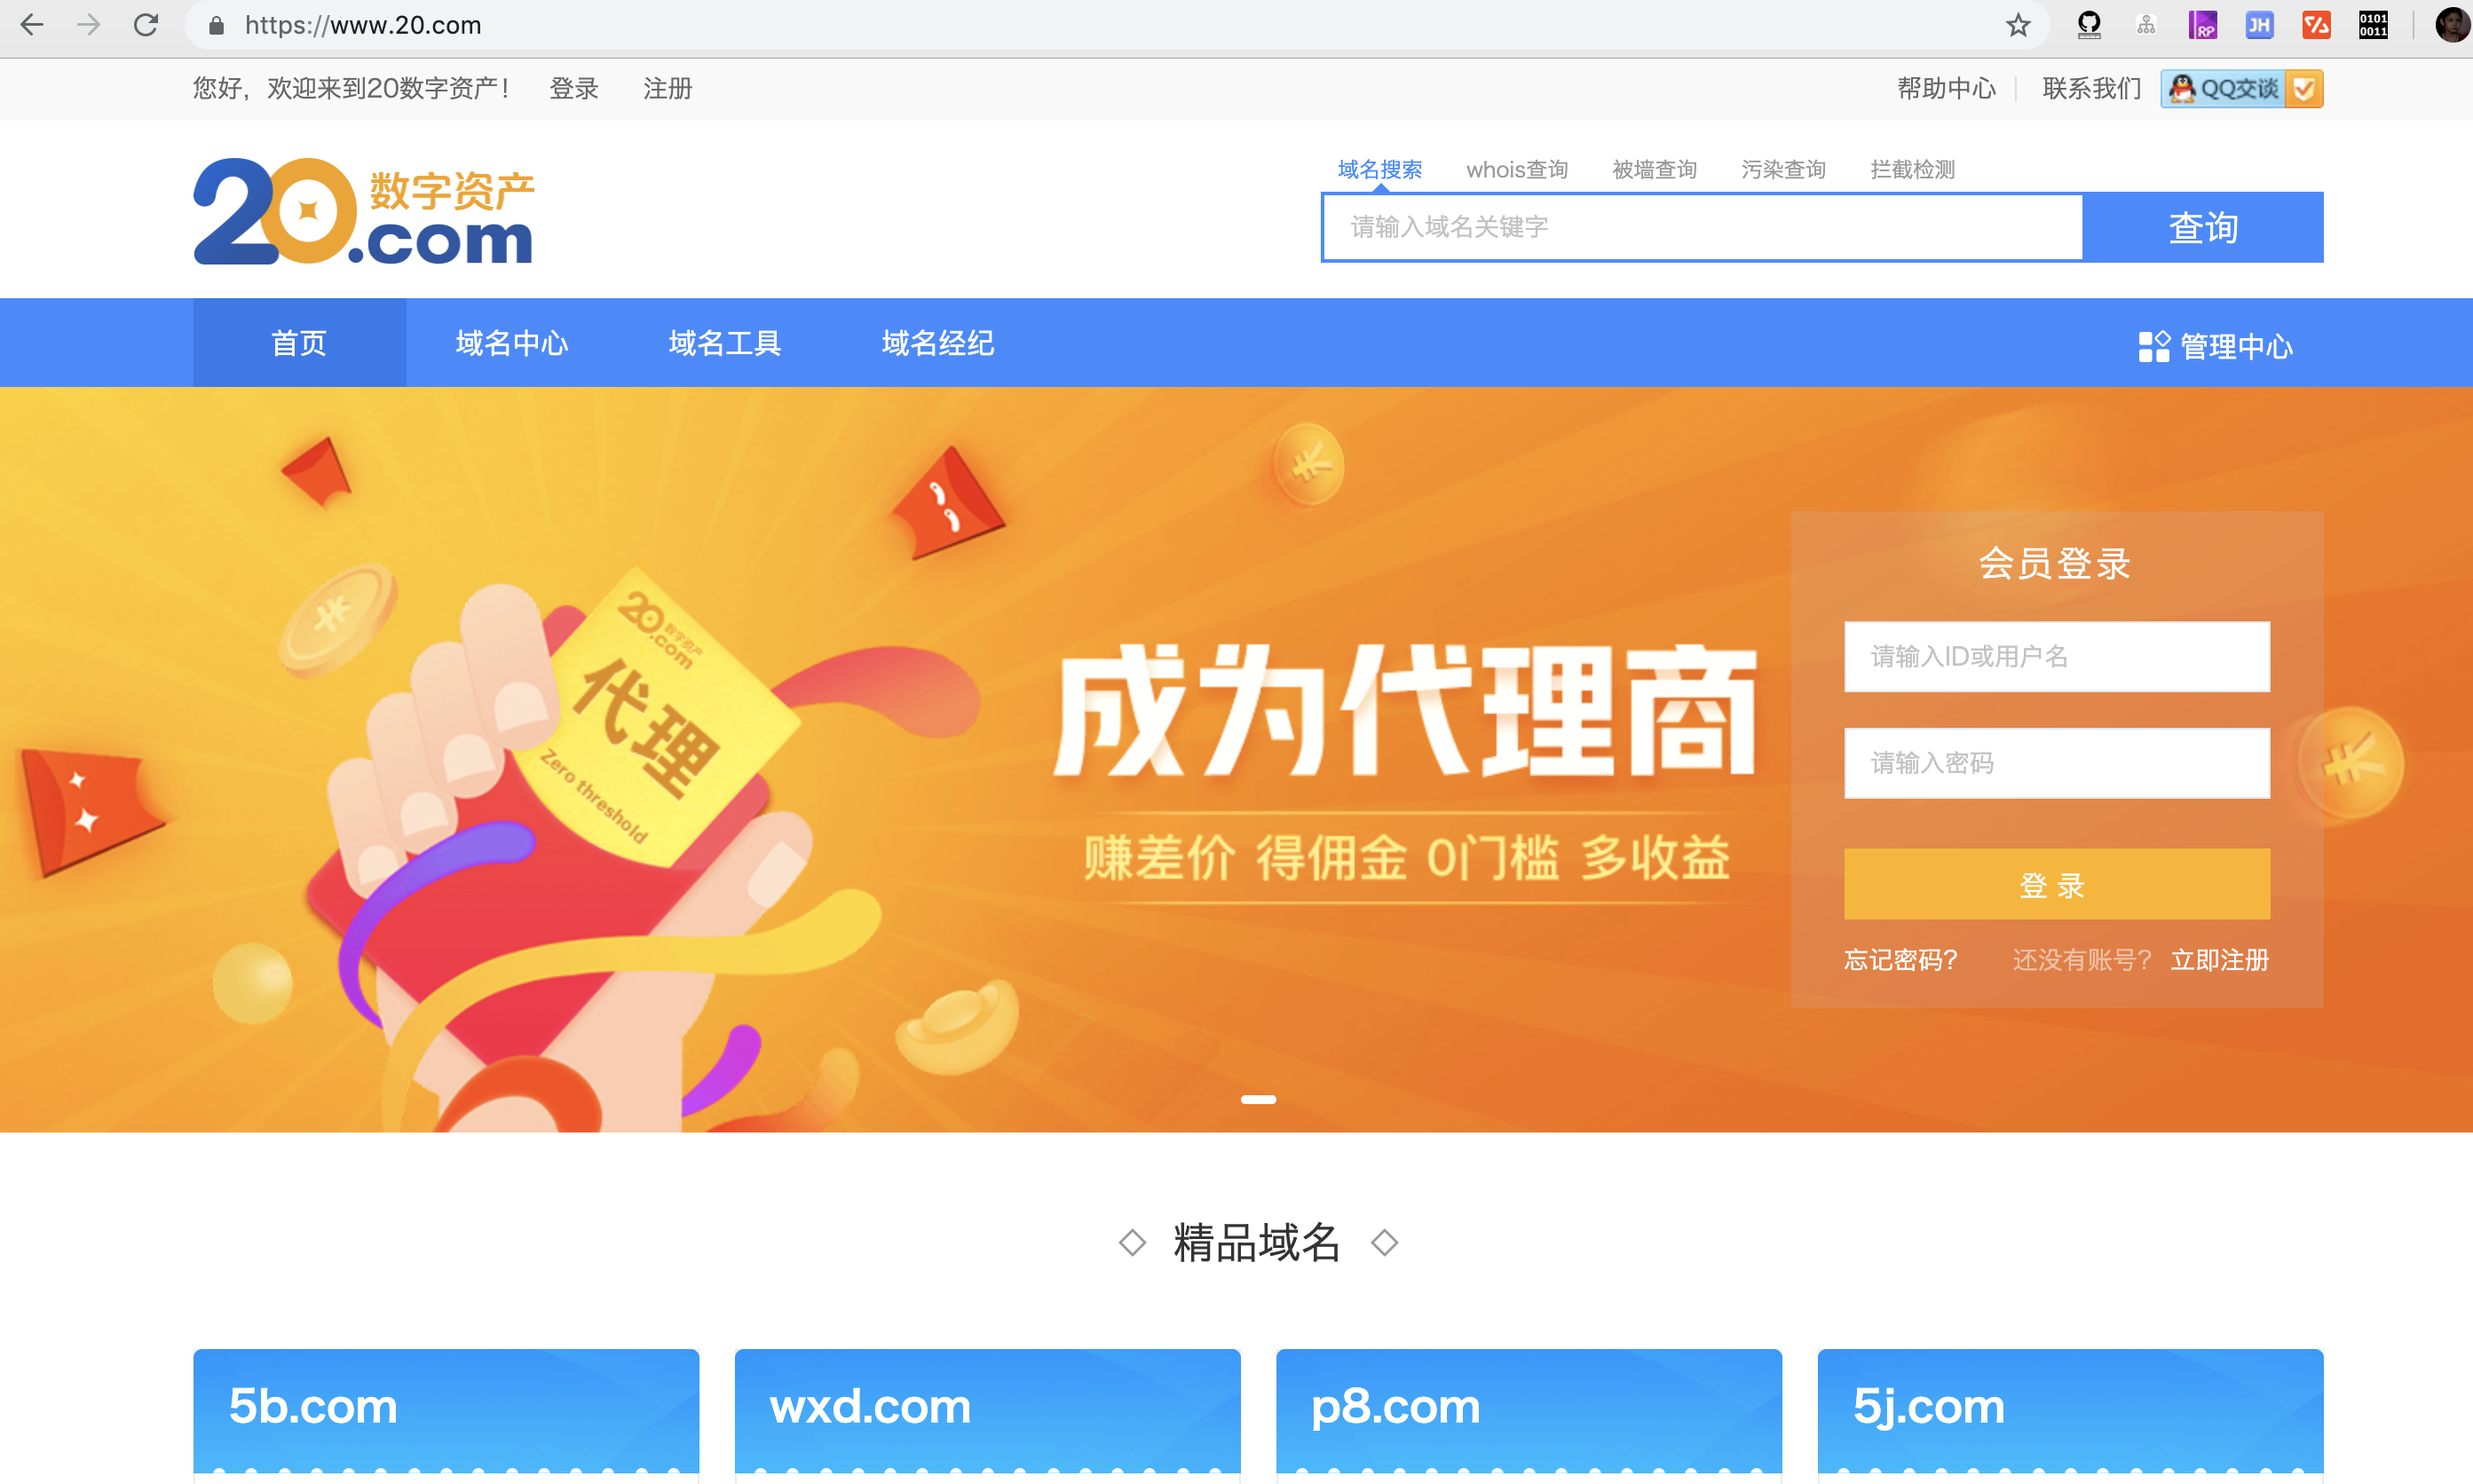 https://www.20.com
RP
JH
0101
0011
您好，欢迎来到20数字资产！ 登录 注册
帮助中心 联系我们 QQ交谈
20.com 数字资产
域名搜索 whois查询 被墙查询 污染查询 拦截检测
请输入域名关键字 查询
首页 域名中心 域名工具 域名经纪 管理中心
20.com 数字资产
代理
Zero threshold
成为代理商
赚差价 得佣金 0门槛 多收益
会员登录
请输入ID或用户名
请输入密码
登 录
忘记密码？ 还没有账号？ 立即注册
精品域名
5b.com wxd.com p8.com 5j.com